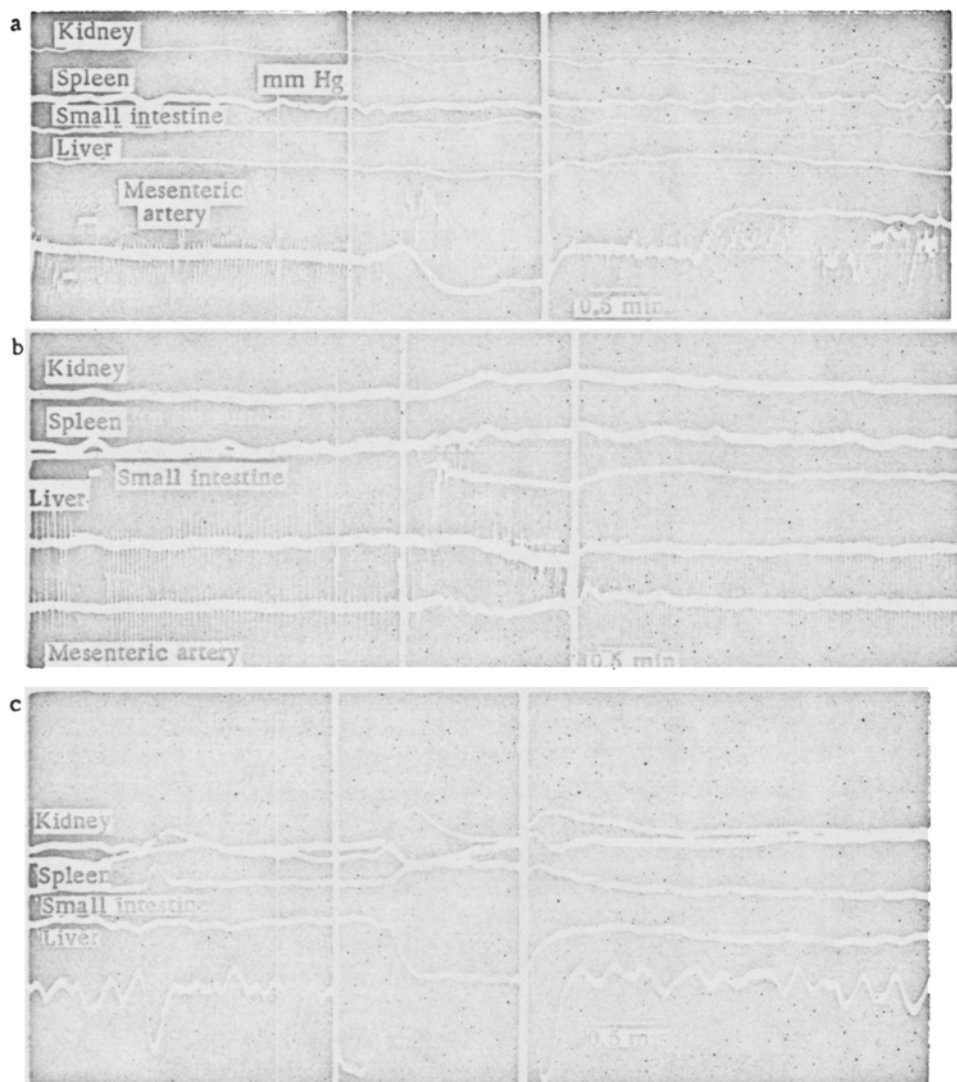 a
Kidney
Spleen
mm Hg
Small intestine
Liver
Mesenteric
artery
0.5 min
b
Kidney
Spleen
Small intestine
Liver
Mesenteric artery
0.5 min
c
Kidney
Spleen
Small intestine
Liver
0.5 min